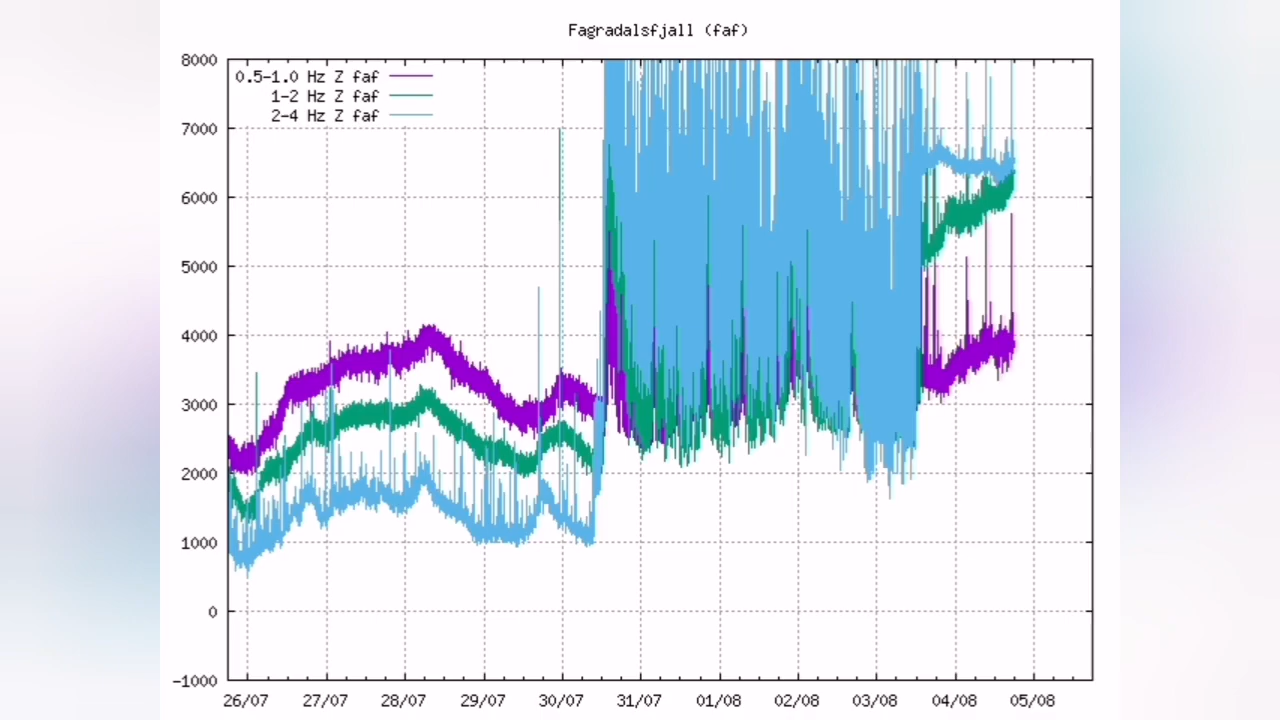 Fagradalsfjall (faf)
8000
0.5-1.0 Hz Z faf
1-2 Hz Z faf
2-4 Hz Z faf
7000
6000
5000
4000
3000
2000
1000
0
-1000
26/07 27/07 28/07 29/07 30/07 31/07 01/08 02/08 03/08 04/08 05/08